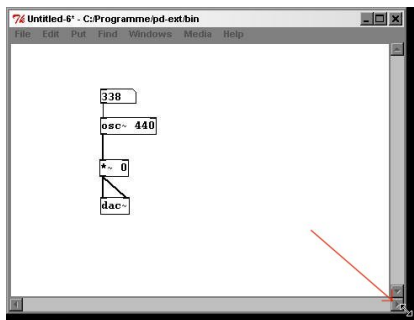 Untitled-6* - C:/Programme/pd-ext/bin
File Edit Put Find Windows Media Help
338
osc~ 440
*~ 0
dac~